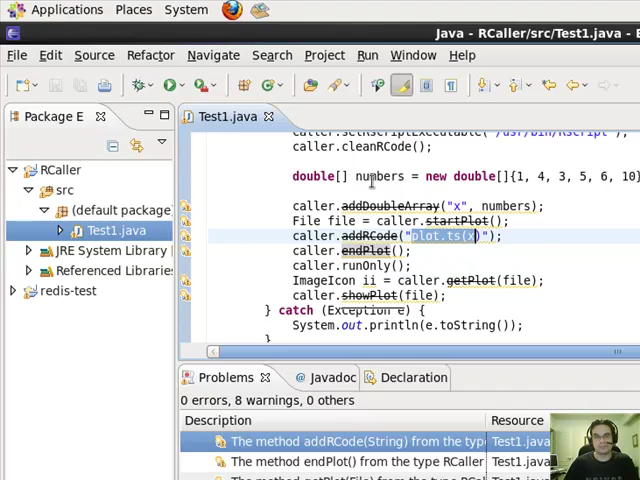 Applications Places System
Java - RCaller/src/Test1.java - Eclipse
File Edit Source Refactor Navigate Search Project Run Window Help
Package E
Test1.java
RCaller
src
(default package
Test1.java
JRE System Library
Referenced Libraries
redis-test
caller.setRScriptExecutable("/usr/bin/Rscript");
caller.cleanRCode();
double[] numbers = new double[]{1, 4, 3, 5, 6, 10}
caller.addDoubleArray("x", numbers);
File file = caller.startPlot();
caller.addRCode("plot.ts(x)");
caller.endPlot();
caller.runOnly();
ImageIcon ii = caller.getPlot(file);
caller.showPlot(file);
} catch (Exception e) {
System.out.println(e.toString());
}
Problems
@ Javadoc
Declaration
0 errors, 8 warnings, 0 others
Description
Resource
The method addRCode(String) from the type
Test1.java
The method endPlot() from the type RCaller
Test1.java
The method getPlot(File) from the type RCaller
Test1.java